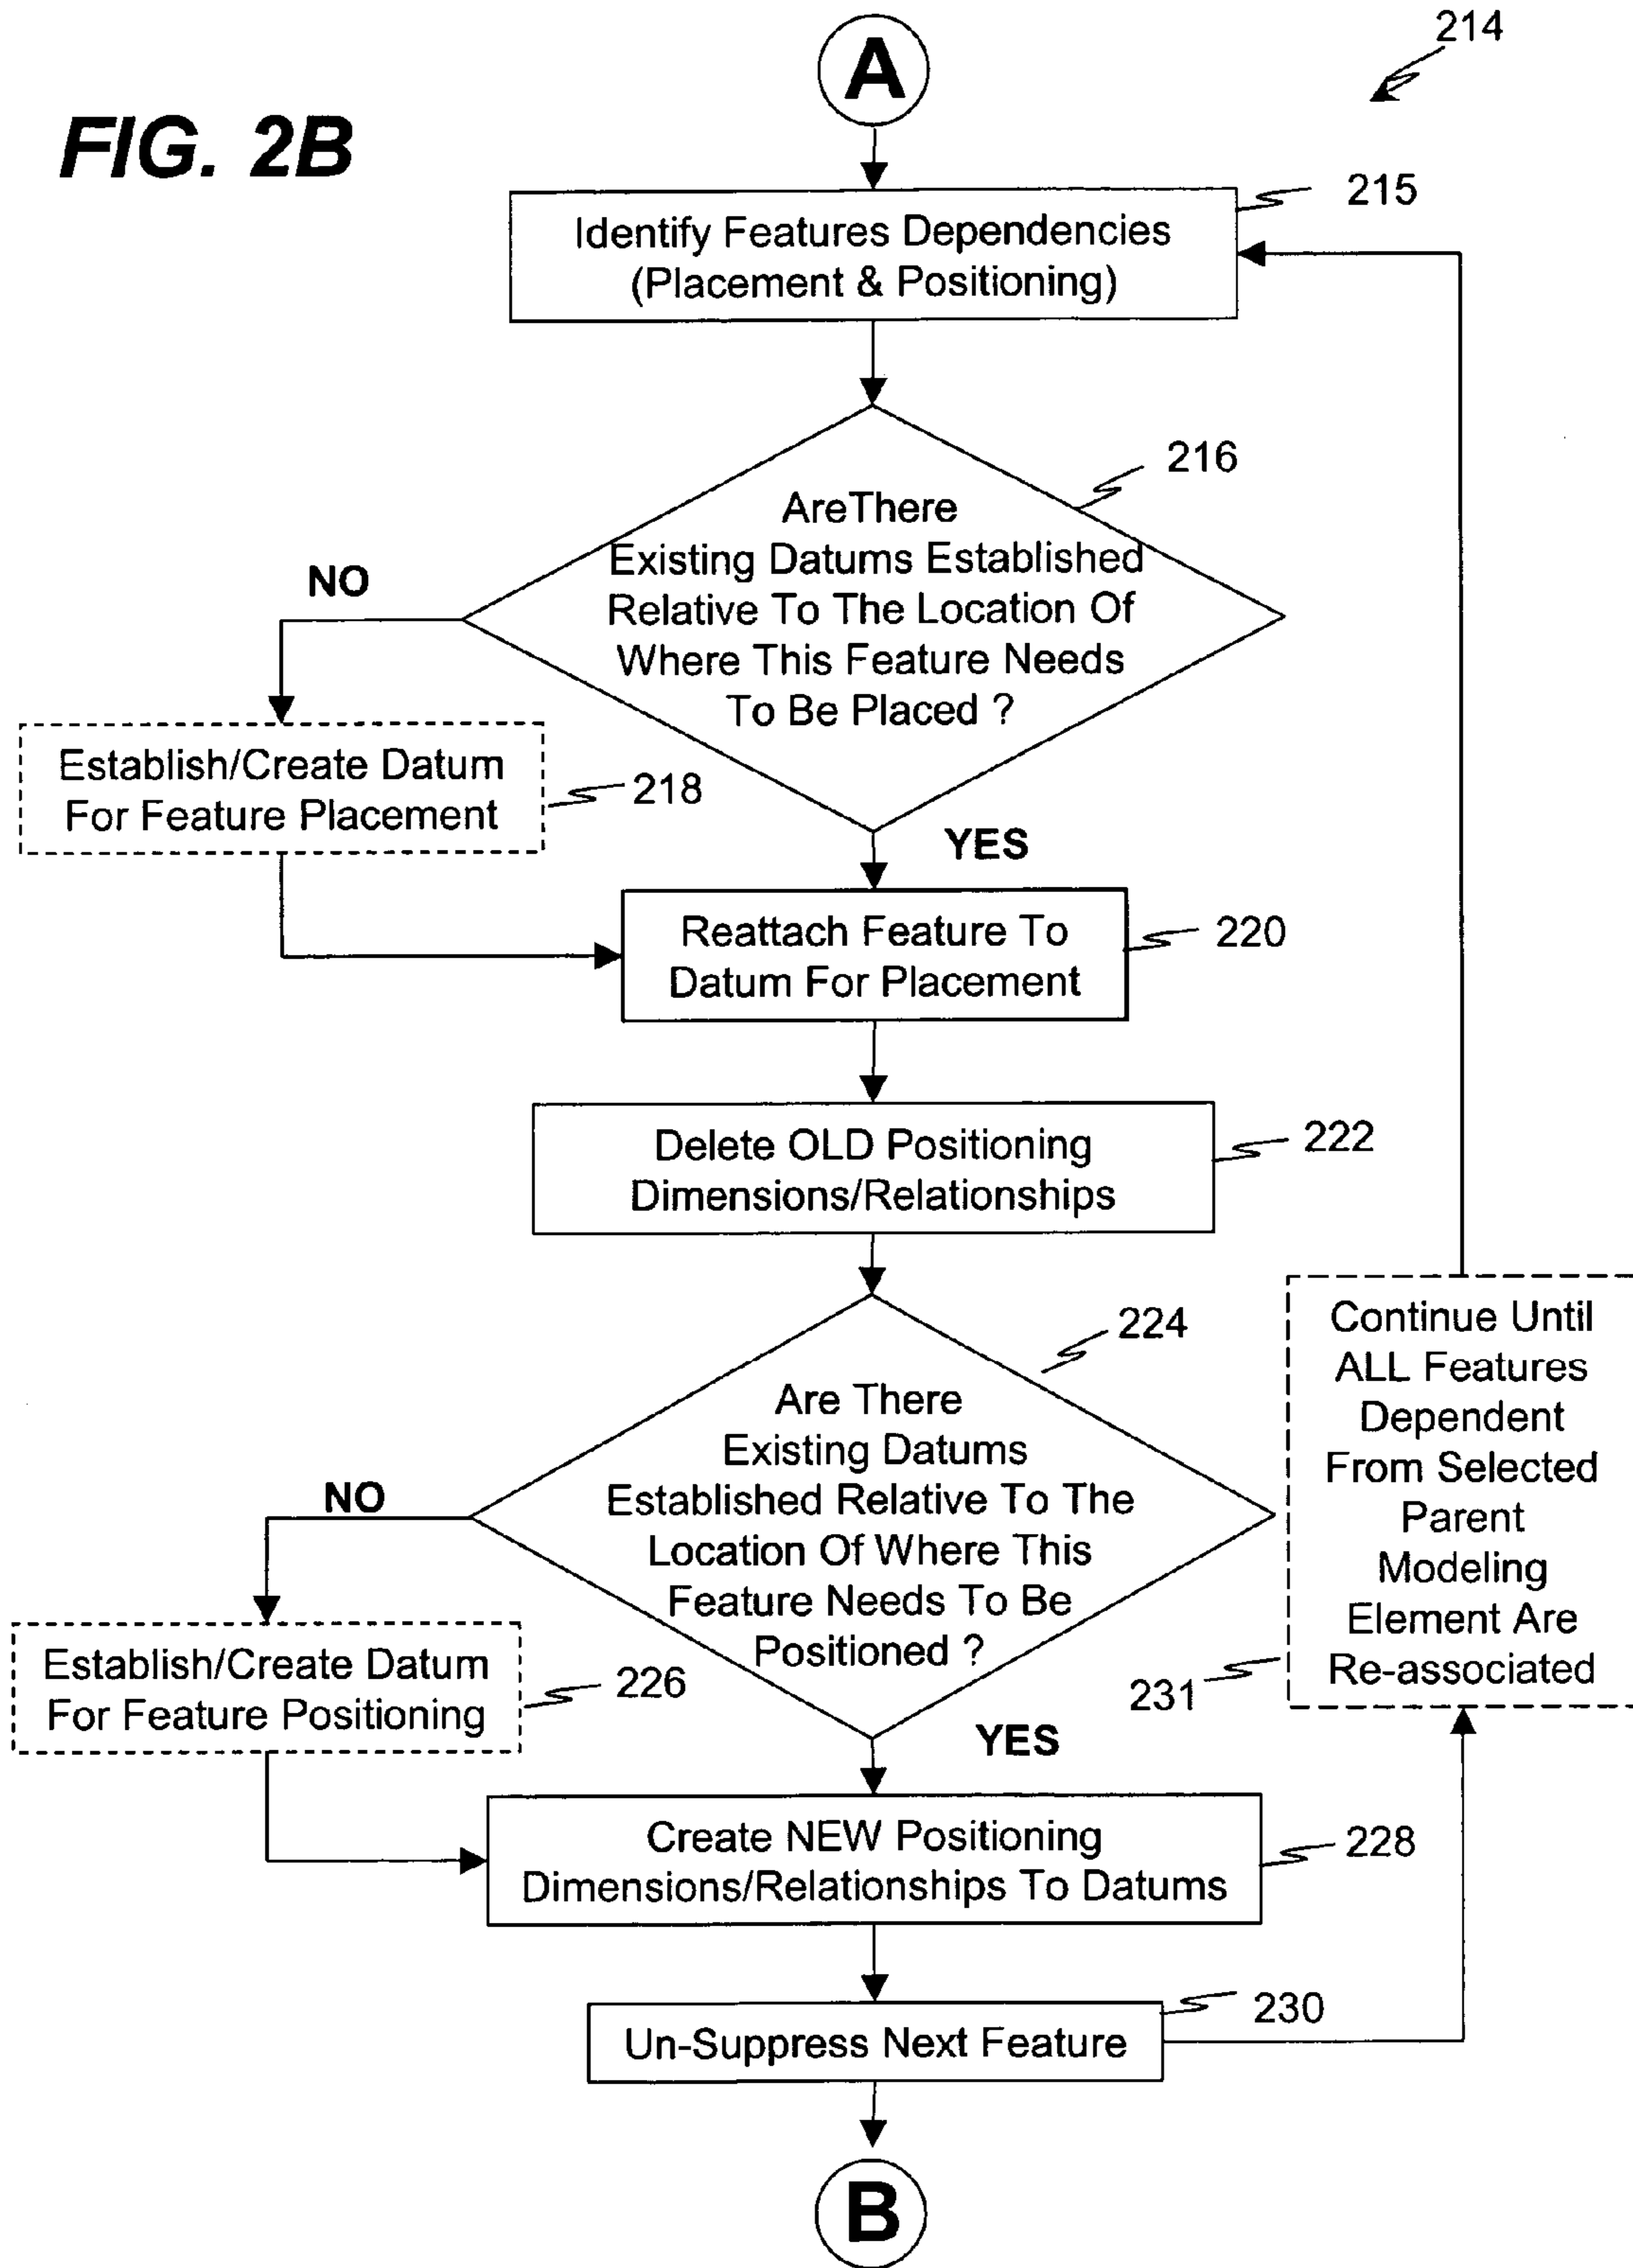 A
214
FIG. 2B
215
Identify Features Dependencies
(Placement & Positioning)
216
AreThere
Existing Datums Established
Relative To The Location Of
Where This Feature Needs
To Be Placed ?
NO
Establish/Create Datum
For Feature Placement
218
YES
Reattach Feature To
Datum For Placement
220
Delete OLD Positioning
Dimensions/Relationships
222
224
Are There
Existing Datums
Established Relative To The
Location Of Where This
Feature Needs To Be
Positioned ?
NO
Establish/Create Datum
For Feature Positioning
226
YES
Continue Until
ALL Features
Dependent
From Selected
Parent
Modeling
Element Are
Re-associated
231
Create NEW Positioning
Dimensions/Relationships To Datums
228
Un-Suppress Next Feature
230
B